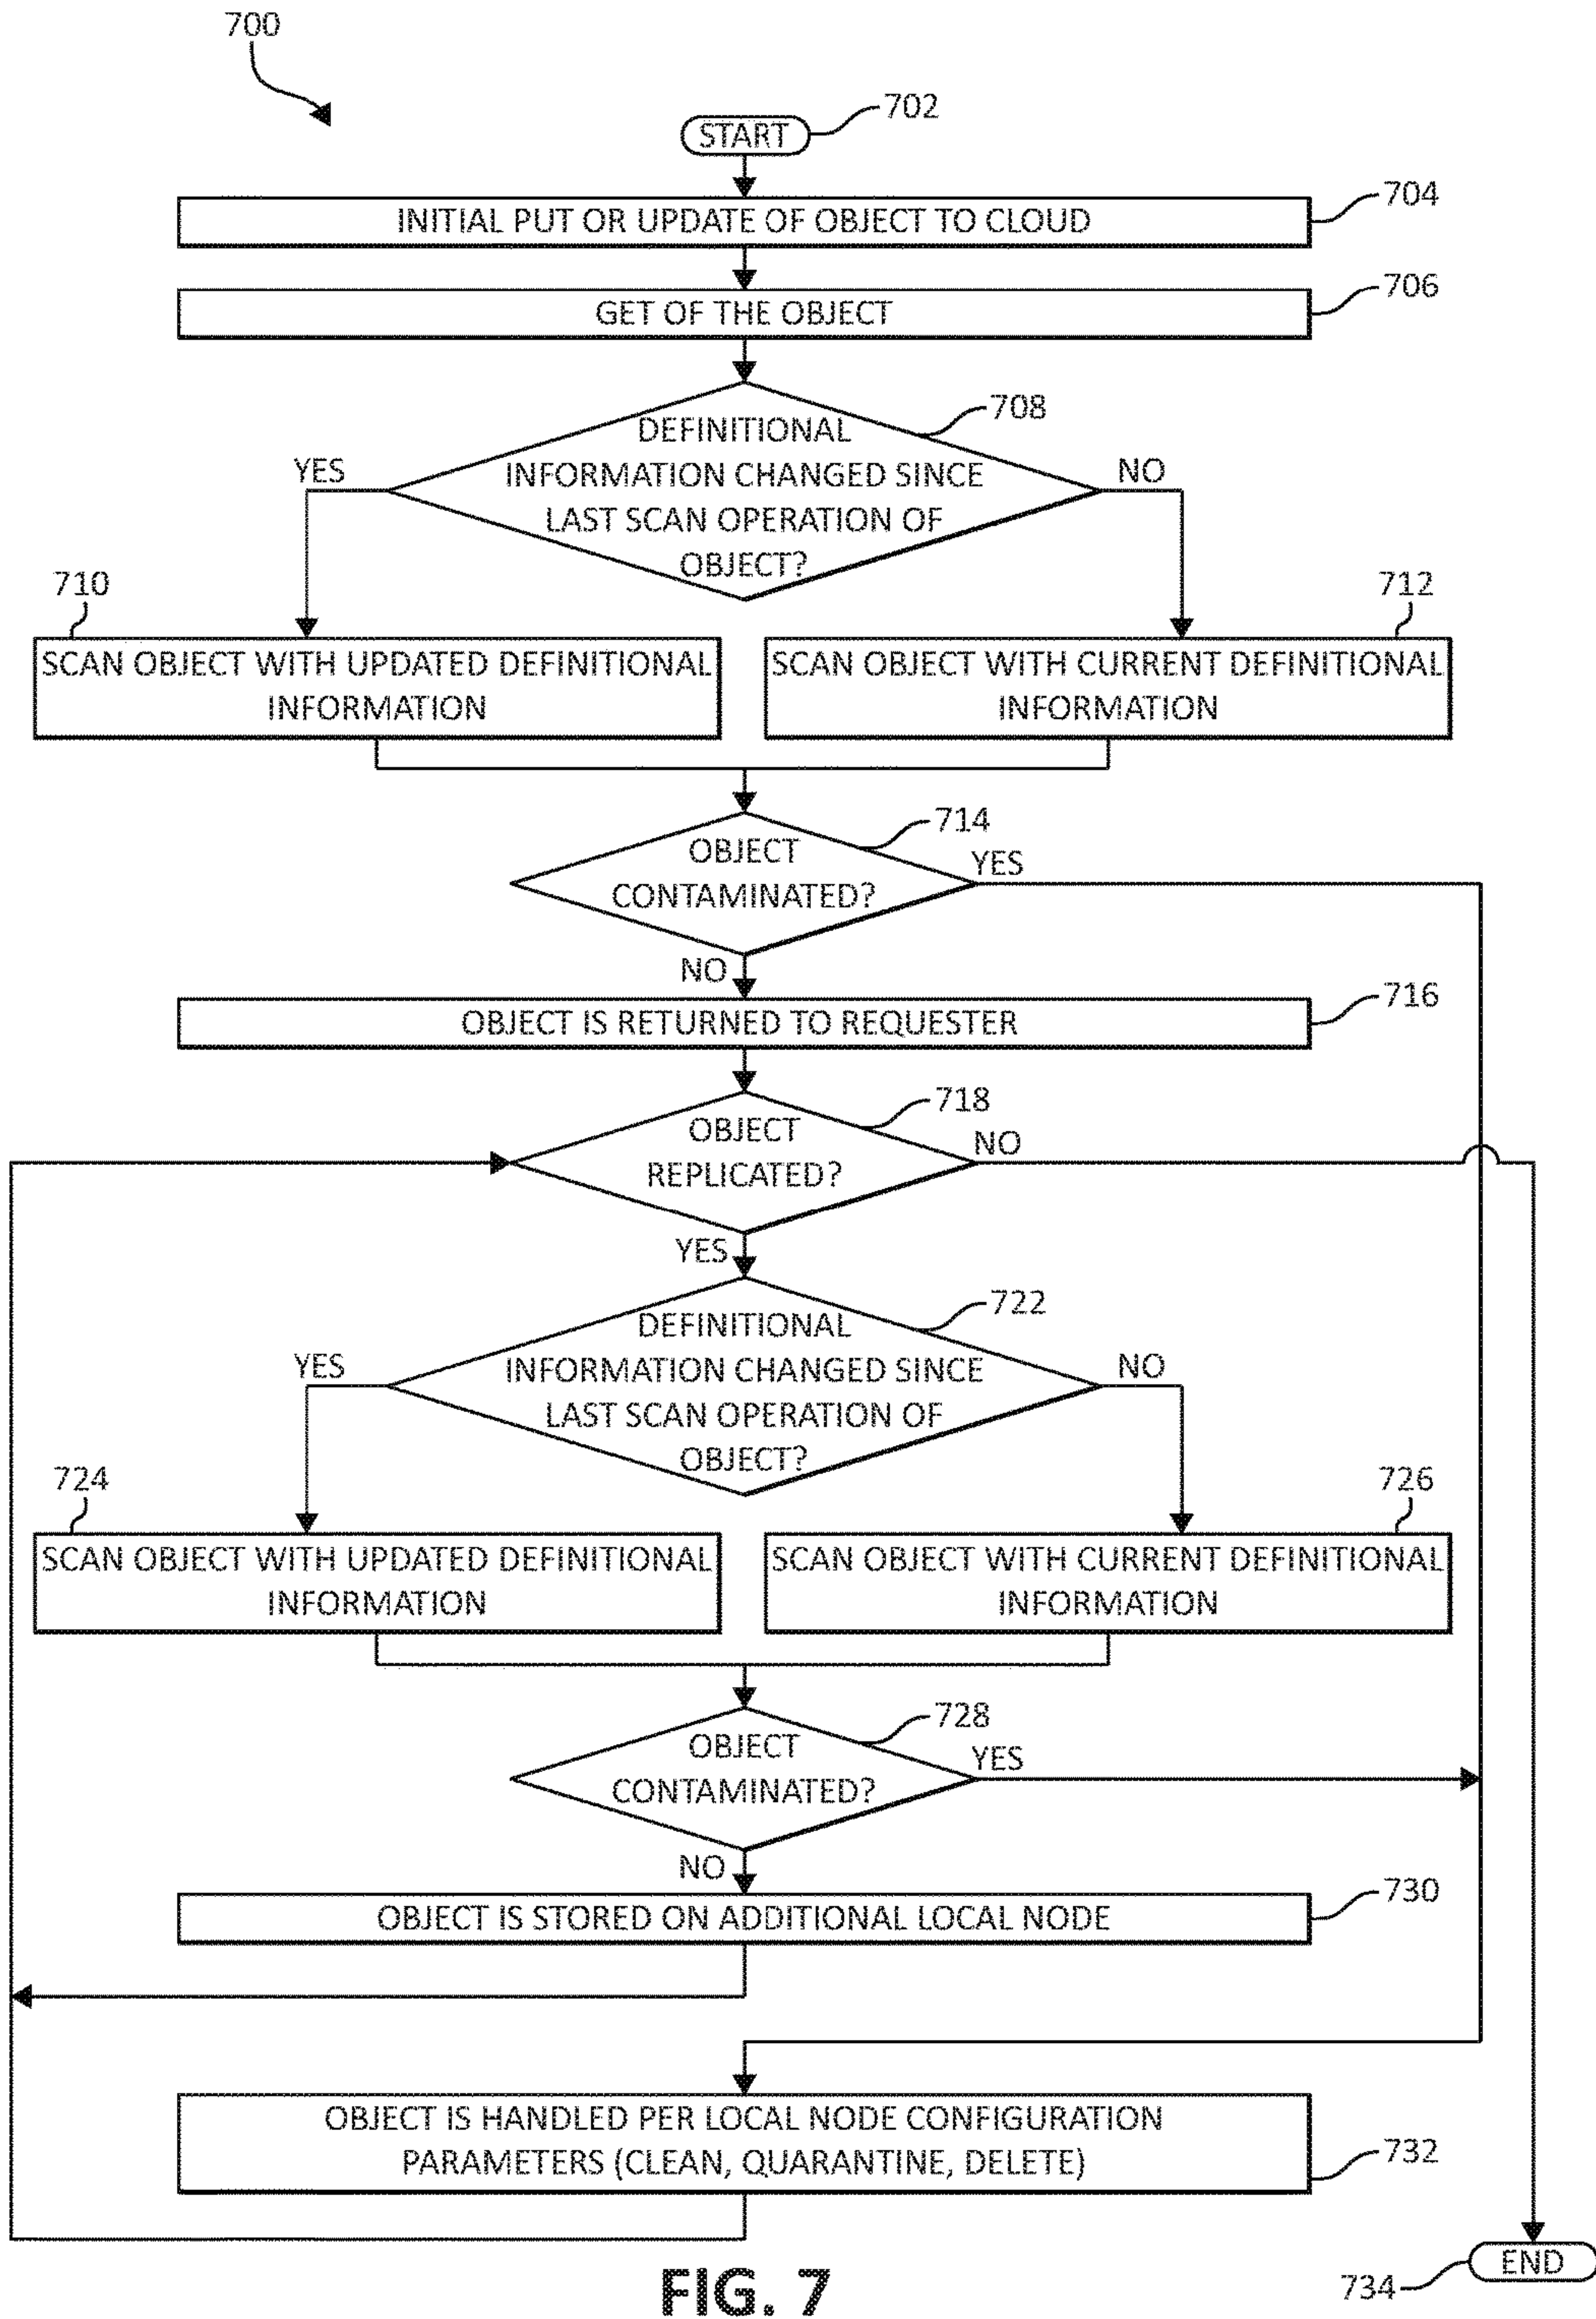 700
START
702
INITIAL PUT OR UPDATE OF OBJECT TO CLOUD
704
GET OF THE OBJECT
706
DEFINITIONAL
INFORMATION CHANGED SINCE
LAST SCAN OPERATION OF
OBJECT?
708
YES
NO
710
SCAN OBJECT WITH UPDATED DEFINITIONAL
INFORMATION
712
SCAN OBJECT WITH CURRENT DEFINITIONAL
INFORMATION
OBJECT
CONTAMINATED?
714
YES
NO
OBJECT IS RETURNED TO REQUESTER
716
OBJECT
REPLICATED?
718
NO
YES
DEFINITIONAL
INFORMATION CHANGED SINCE
LAST SCAN OPERATION OF
OBJECT?
722
YES
NO
724
SCAN OBJECT WITH UPDATED DEFINITIONAL
INFORMATION
726
SCAN OBJECT WITH CURRENT DEFINITIONAL
INFORMATION
OBJECT
CONTAMINATED?
728
YES
NO
OBJECT IS STORED ON ADDITIONAL LOCAL NODE
730
OBJECT IS HANDLED PER LOCAL NODE CONFIGURATION
PARAMETERS (CLEAN, QUARANTINE, DELETE)
732
END
734
FIG. 7